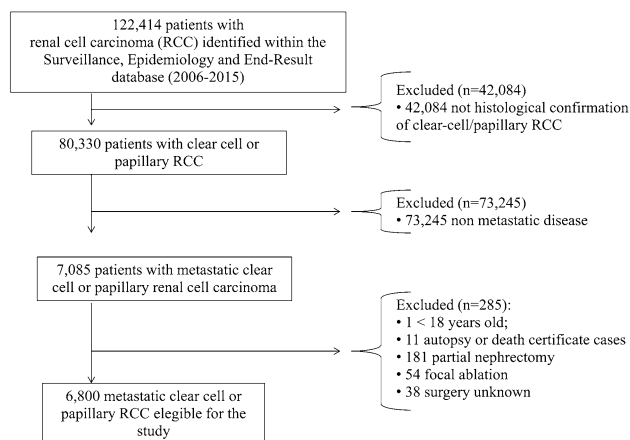 122,414 patients with
renal cell carcinoma (RCC) identified within the
Surveillance, Epidemiology and End-Result
database (2006-2015)
Excluded (n=42,084)
• 42,084 not histological confirmation
of clear-cell/papillary RCC
80,330 patients with clear cell or
papillary RCC
Excluded (n=73,245)
• 73,245 non metastatic disease
7,085 patients with metastatic clear
cell or papillary renal cell carcinoma
Excluded (n=285):
• 1 < 18 years old;
• 11 autopsy or death certificate cases
• 181 partial nephrectomy
• 54 focal ablation
• 38 surgery unknown
6,800 metastatic clear cell or
papillary RCC elegible for the
study